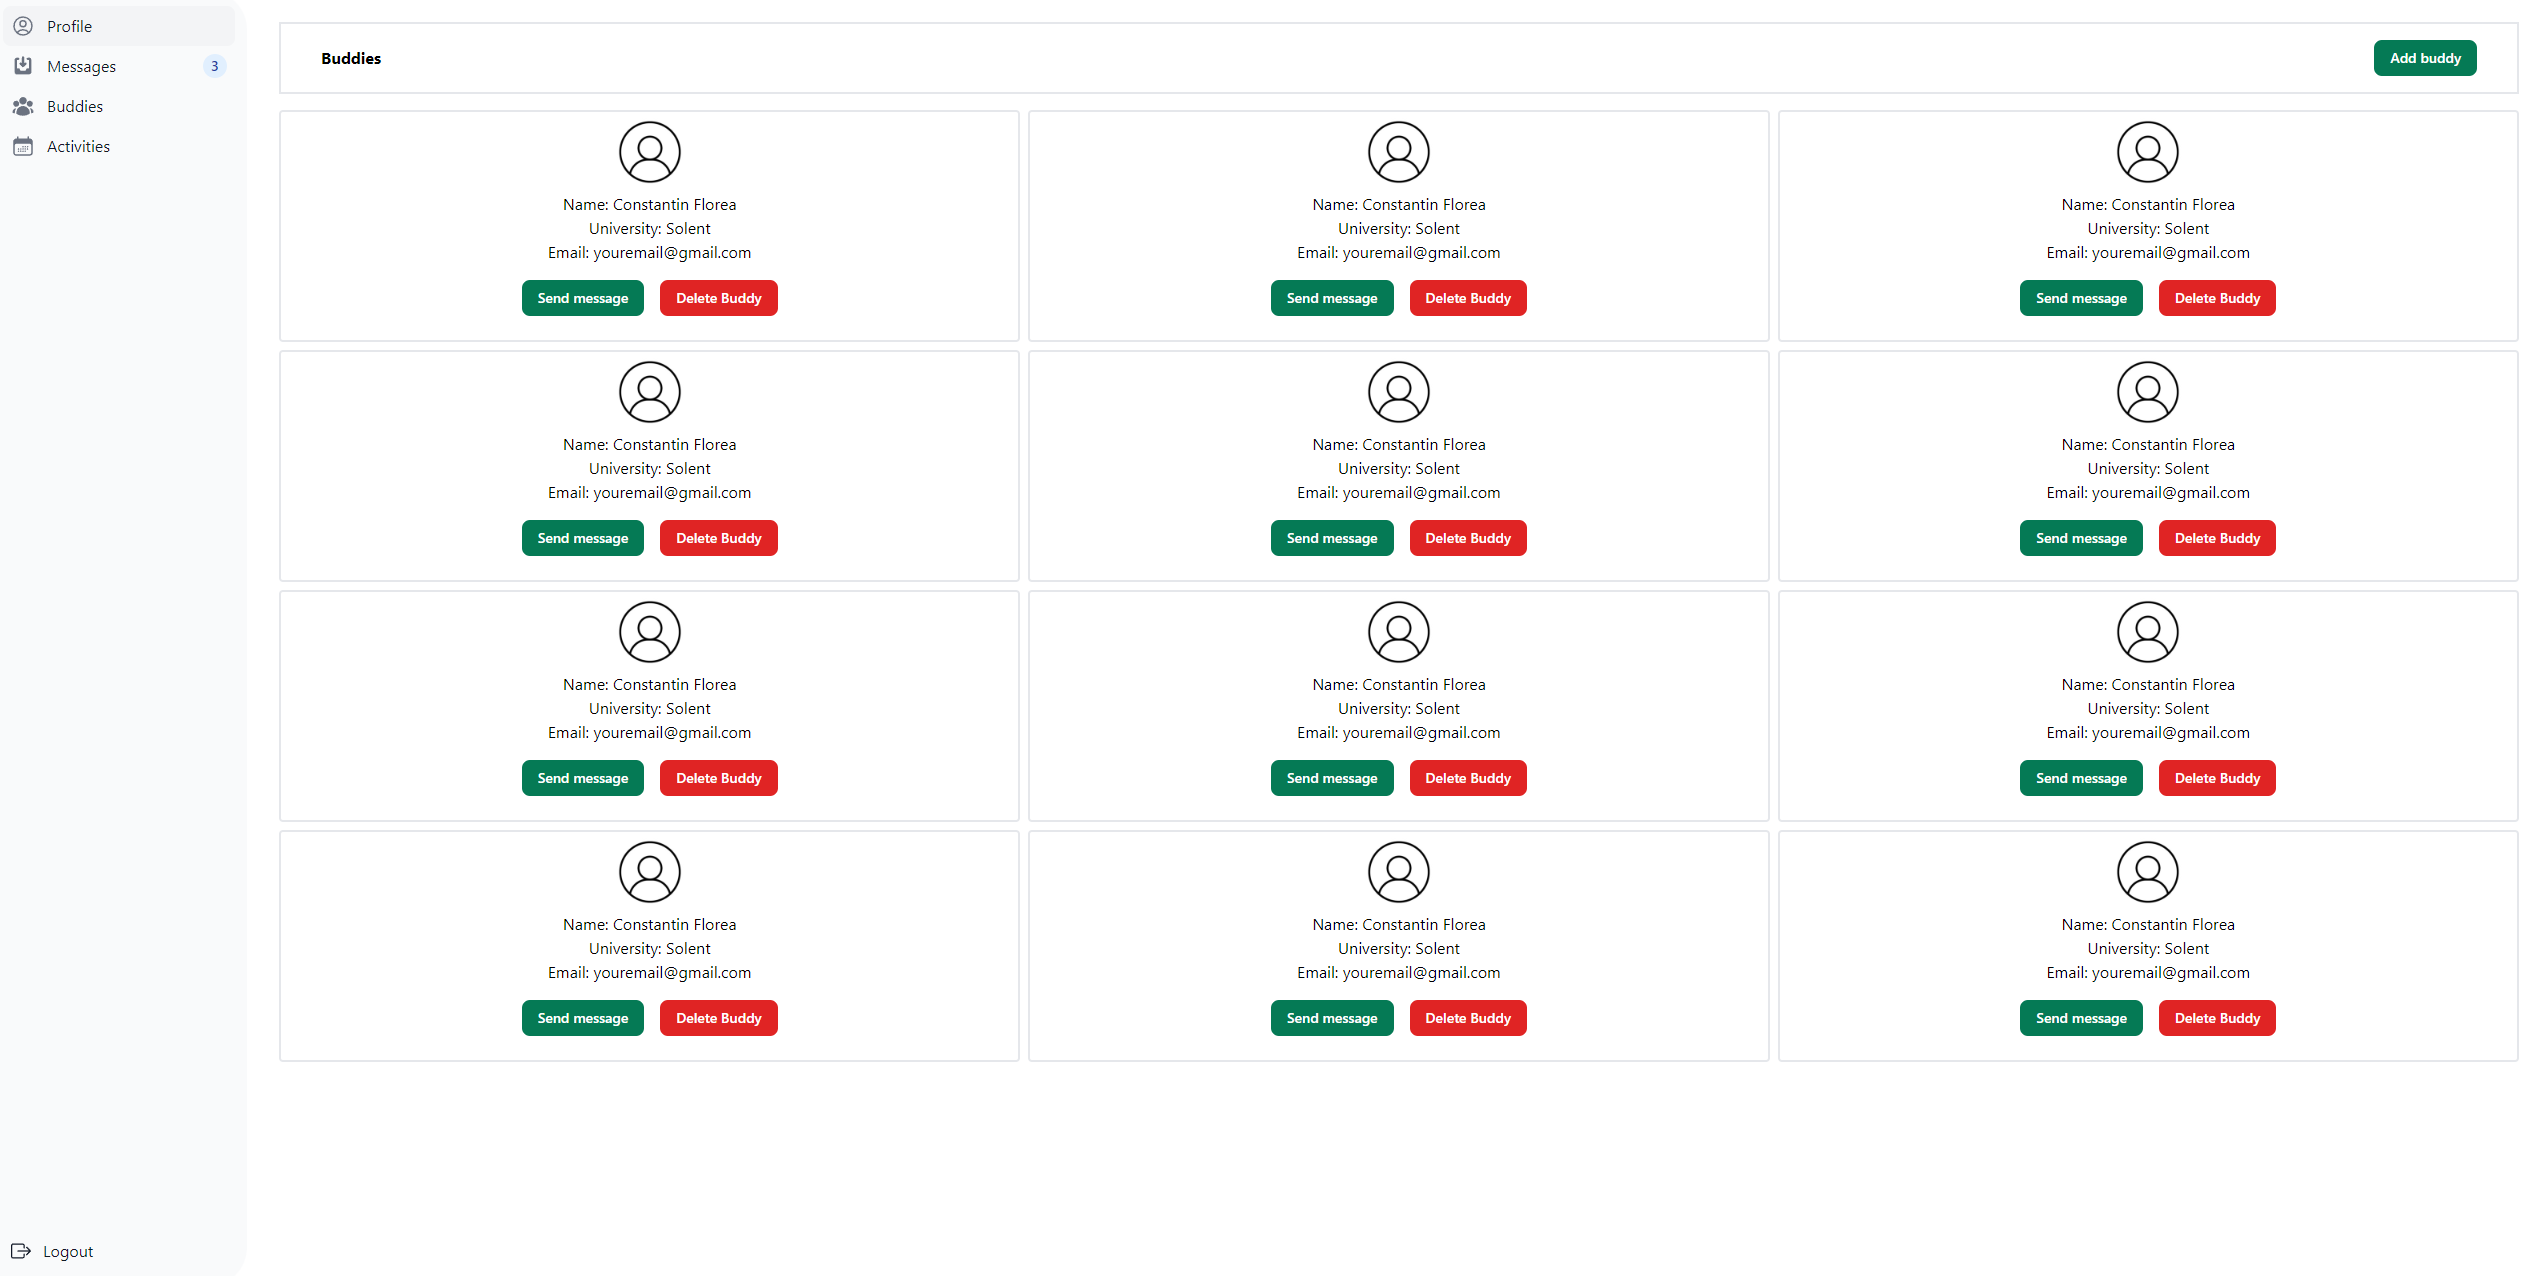 Profile
Messages 3
Buddies
Activities
Logout
Buddies
Add buddy
Name: Constantin Florea
University: Solent
Email: youremail@gmail.com
Send message Delete Buddy
Name: Constantin Florea
University: Solent
Email: youremail@gmail.com
Send message Delete Buddy
Name: Constantin Florea
University: Solent
Email: youremail@gmail.com
Send message Delete Buddy
Name: Constantin Florea
University: Solent
Email: youremail@gmail.com
Send message Delete Buddy
Name: Constantin Florea
University: Solent
Email: youremail@gmail.com
Send message Delete Buddy
Name: Constantin Florea
University: Solent
Email: youremail@gmail.com
Send message Delete Buddy
Name: Constantin Florea
University: Solent
Email: youremail@gmail.com
Send message Delete Buddy
Name: Constantin Florea
University: Solent
Email: youremail@gmail.com
Send message Delete Buddy
Name: Constantin Florea
University: Solent
Email: youremail@gmail.com
Send message Delete Buddy
Name: Constantin Florea
University: Solent
Email: youremail@gmail.com
Send message Delete Buddy
Name: Constantin Florea
University: Solent
Email: youremail@gmail.com
Send message Delete Buddy
Name: Constantin Florea
University: Solent
Email: youremail@gmail.com
Send message Delete Buddy